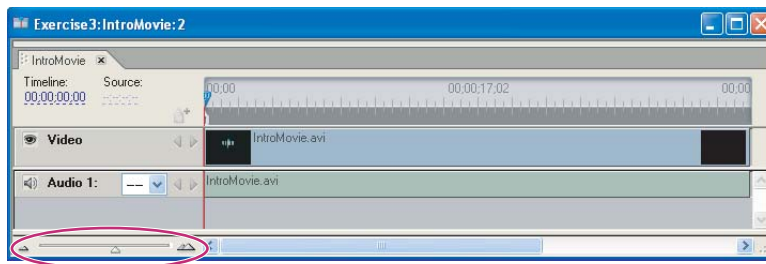 Exercise3:IntroMovie:2
IntroMovie
Timeline: Source:
00;00;00;00
00;00 00;00;17;02 00;00
Video IntroMovie.avi
Audio 1: -- IntroMovie.avi